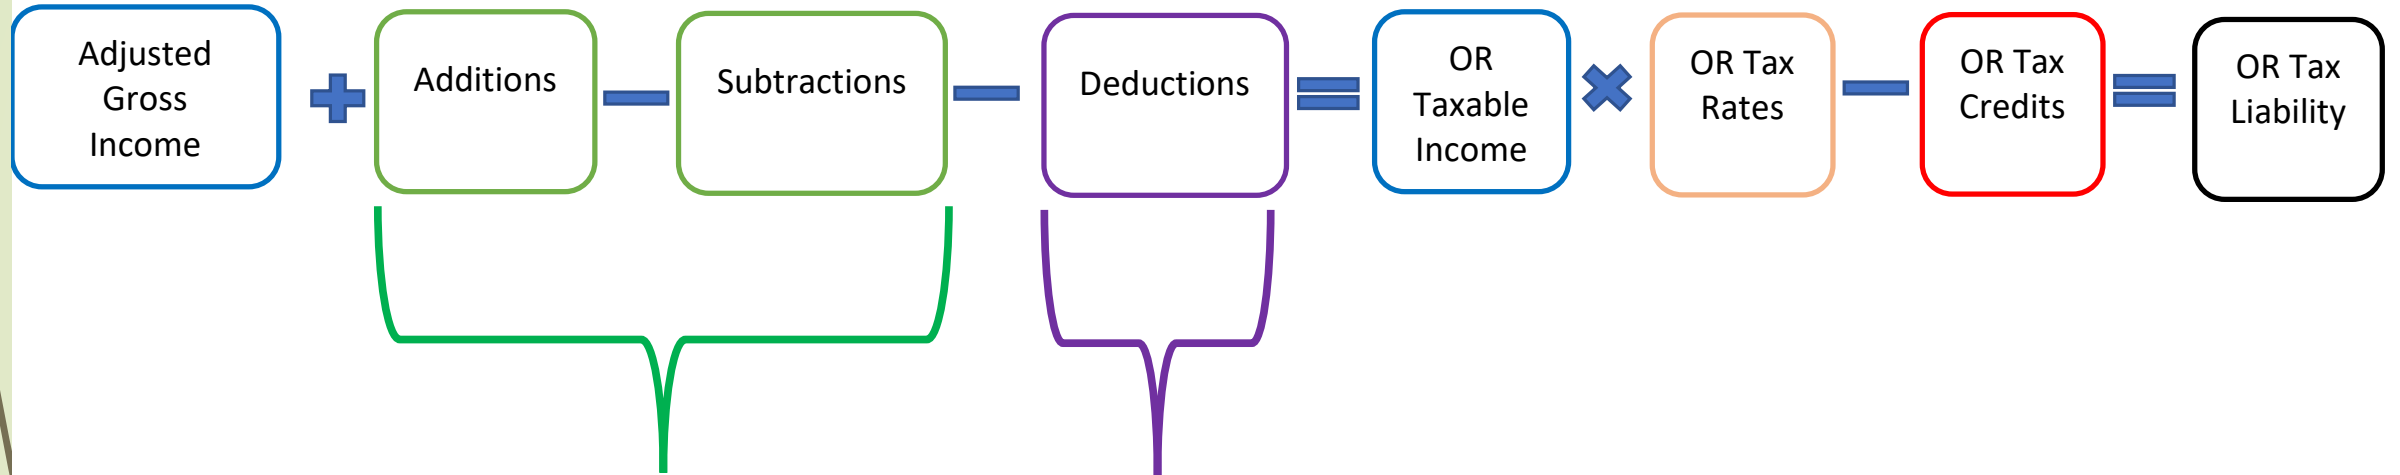 Adjusted
Gross
Income
Additions
Subtractions
Deductions
OR
Taxable
Income
OR Tax
Rates
OR Tax
Credits
OR Tax
Liability